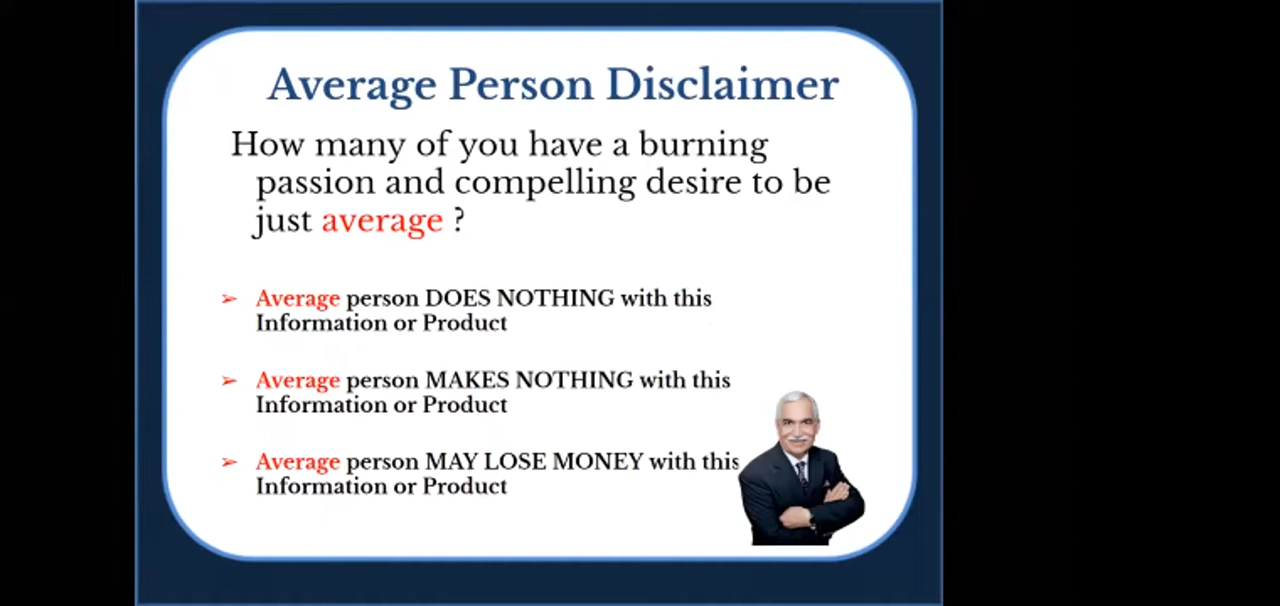 Average Person Disclaimer
How many of you have a burning
passion and compelling desire to be
just average ?
➢ Average person DOES NOTHING with this
Information or Product
➢ Average person MAKES NOTHING with this
Information or Product
➢ Average person MAY LOSE MONEY with this
Information or Product